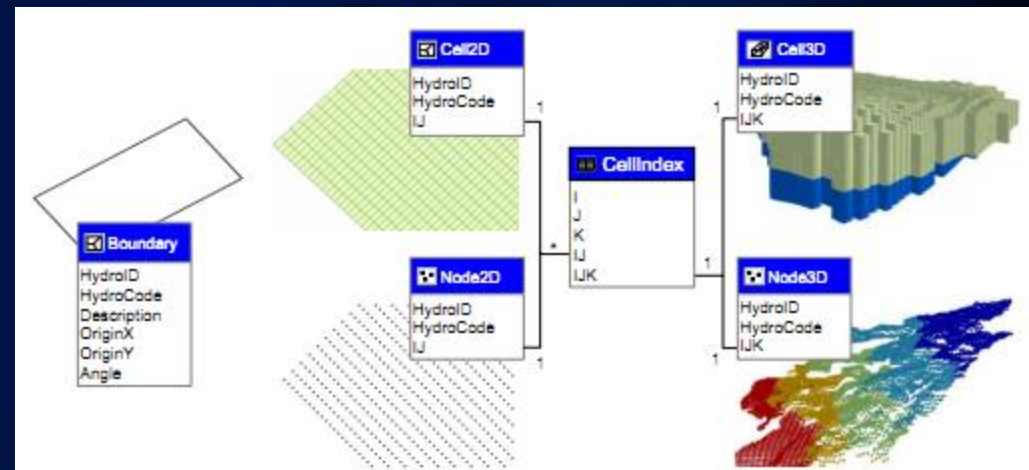 Boundary
HydroID
HydroCode
Description
OriginX
OriginY
Angle
Cell2D
HydroID
HydroCode
IJ
1
Node2D
HydroID
HydroCode
IJ
1
*
CellIndex
I
J
K
IJ
IJK
1
Cell3D
HydroID
HydroCode
IJK
1
Node3D
HydroID
HydroCode
IJK
1